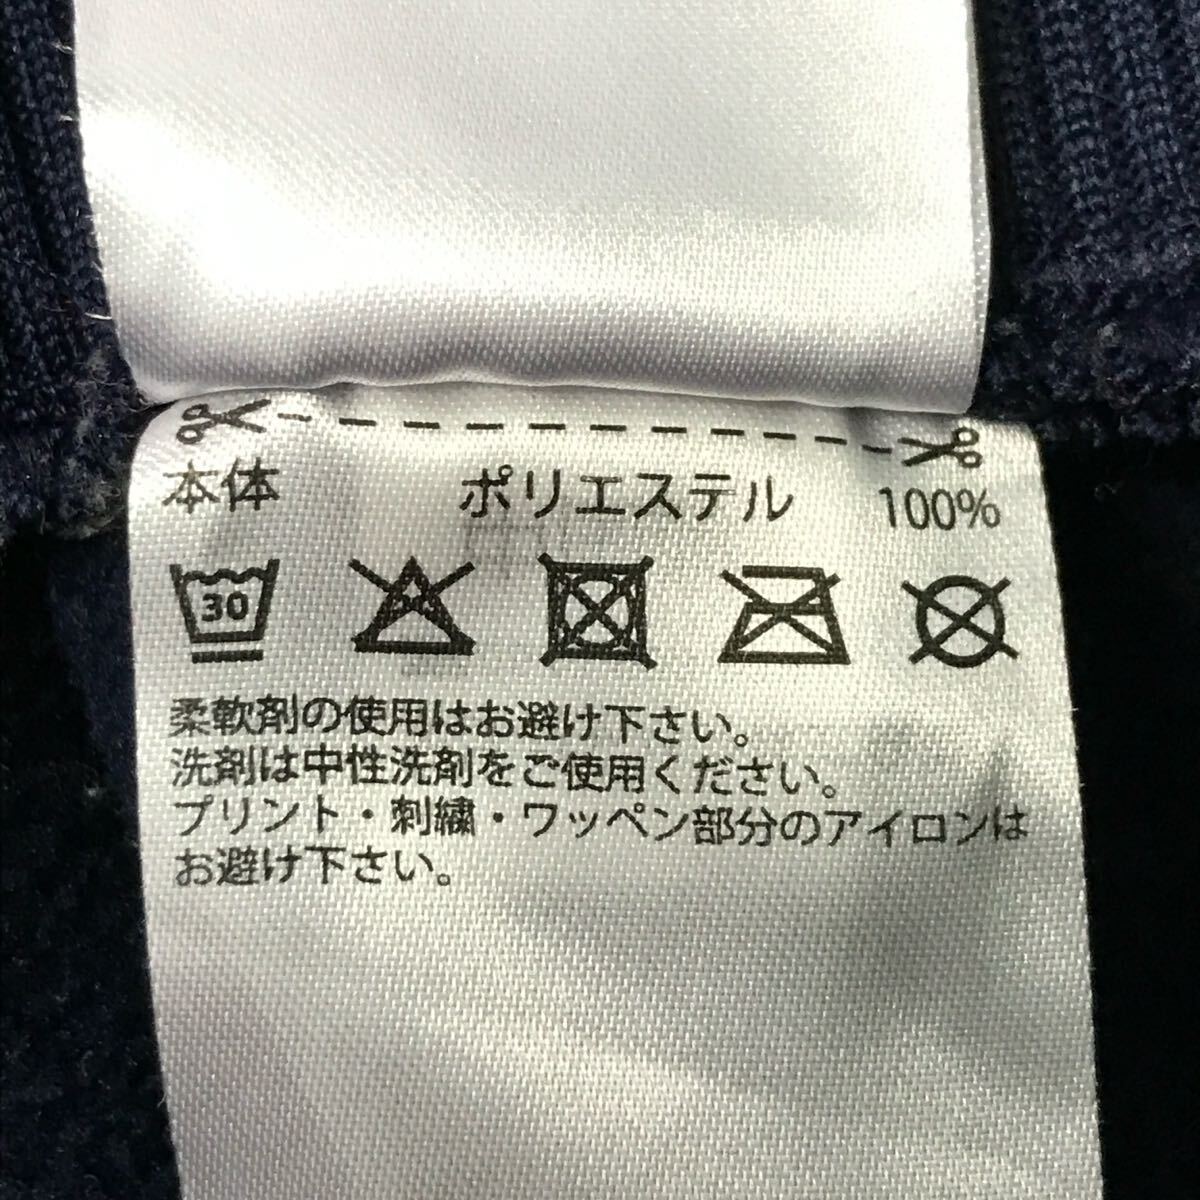 本体 ポリエステル 100%
30
柔軟剤の使用はお避け下さい。
洗剤は中性洗剤をご使用ください。
プリント・刺繍・ワッペン部分のアイロンは
お避け下さい。